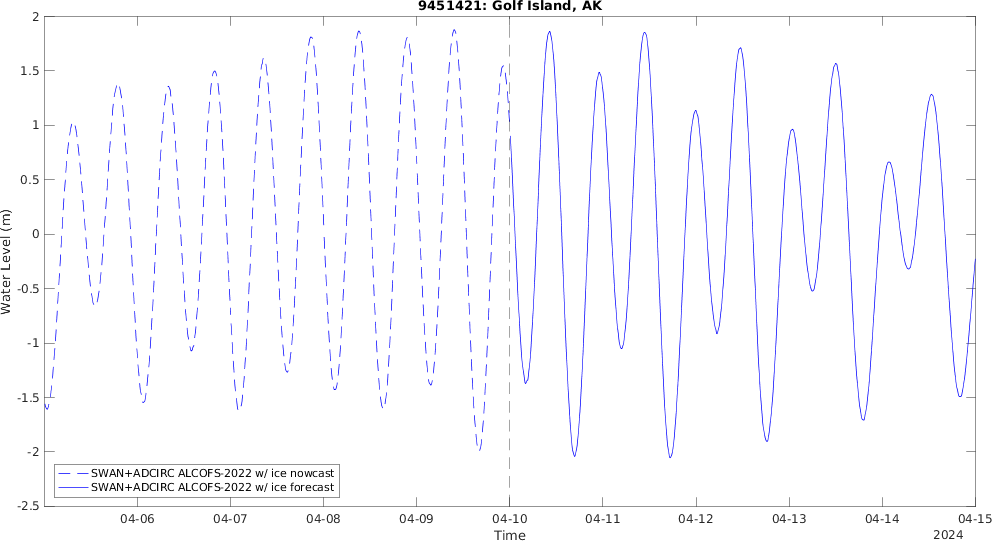 9451421: Golf Island, AK
Water Level (m)
2
1.5
1
0.5
0
-0.5
-1
-1.5
-2
-2.5
SWAN+ADCIRC ALCOFS-2022 w/ ice nowcast
SWAN+ADCIRC ALCOFS-2022 w/ ice forecast
04-06 04-07 04-08 04-09 04-10 04-11 04-12 04-13 04-14 04-15
Time
2024